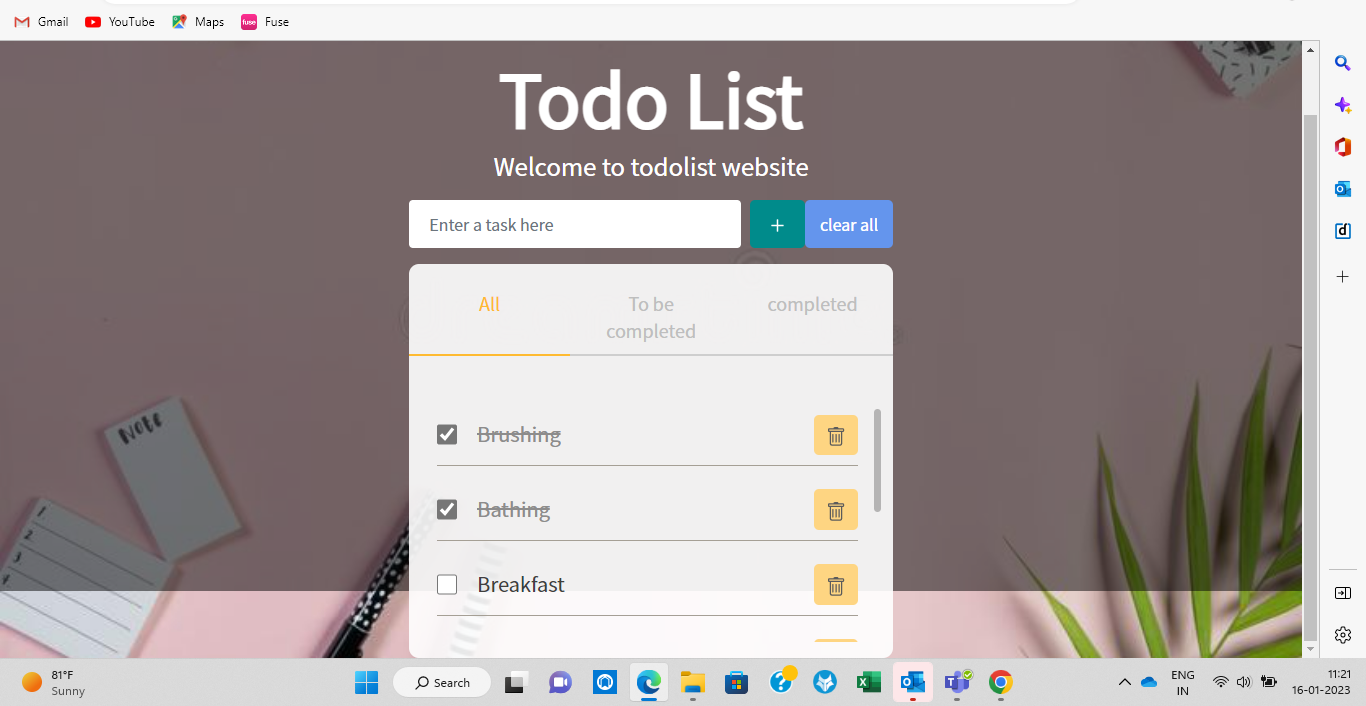 Gmail
YouTube
Maps
fuse
Fuse
Todo List
Welcome to todolist website
Enter a task here
+
clear all
All
To be
completed
completed
Brushing
Bathing
Breakfast
Note
1
2
3
4
81°F
Sunny
Search
ENG
IN
11:21
16-01-2023